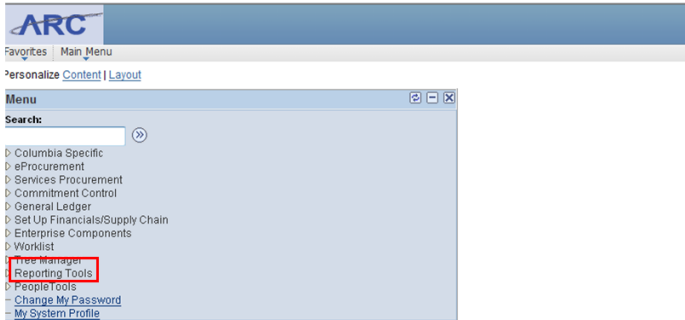 ARC
Favorites Main Menu
Personalize Content | Layout
Menu
Search:
Columbia Specific
eProcurement
Services Procurement
Commitment Control
General Ledger
Set Up Financials/Supply Chain
Enterprise Components
Worklist
Tree Manager
Reporting Tools
PeopleTools
Change My Password
My System Profile